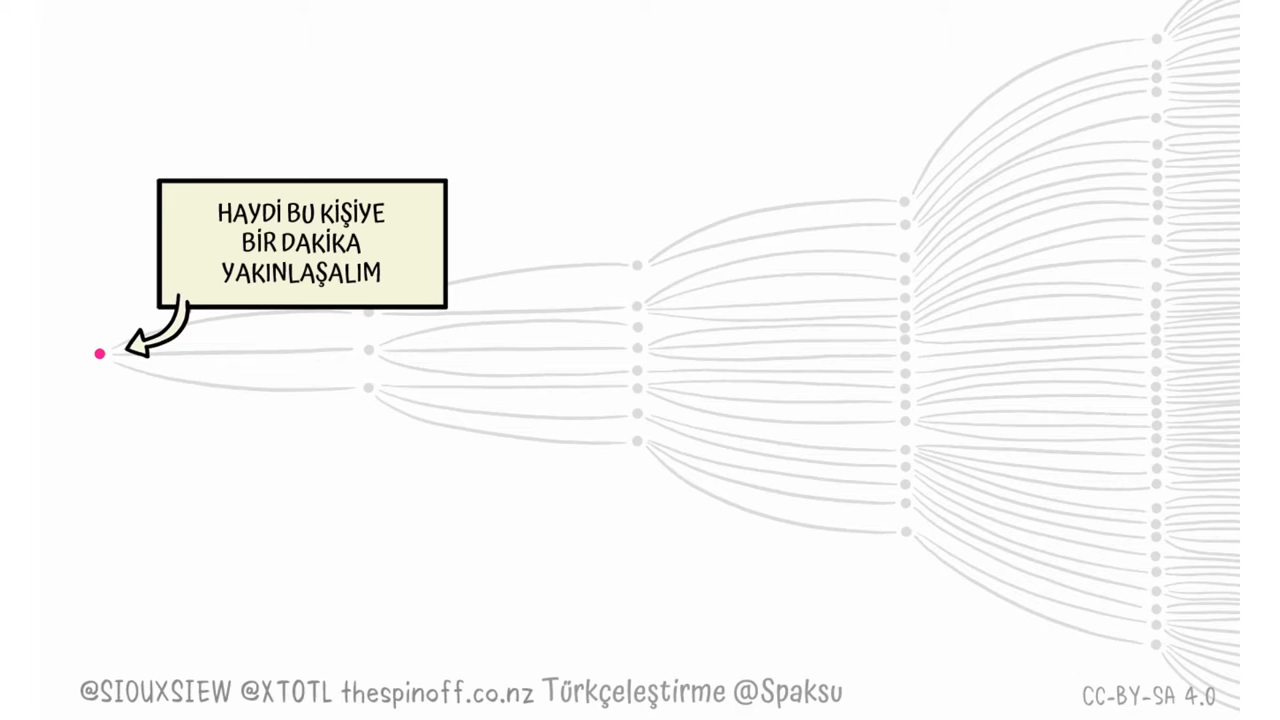 HAYDİ BU KİŞİYE
BİR DAKİKA
YAKINLAŞALIM
@SIOUXSIEW @XTOTL thespinoff.co.nz Türkçeleştirme @Spaksu
CC-BY-SA 4.0